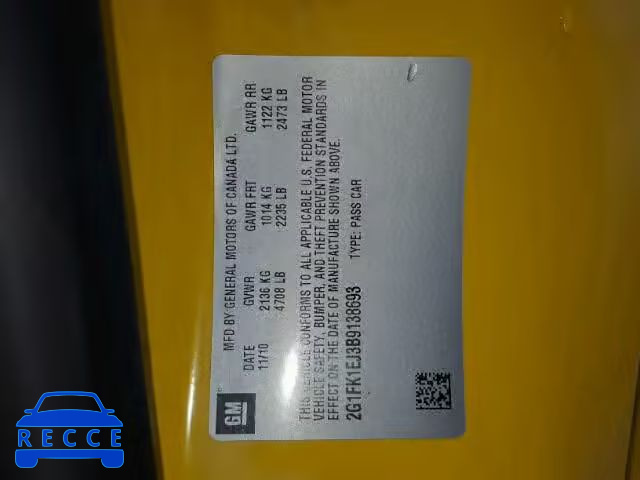 MFD BY GENERAL MOTORS OF CANADA LTD.
DATE GVWR GAWR FRT GAWR RR
11/10 2136 KG 1014 KG 1122 KG
4708 LB 2235 LB 2473 LB
THIS VEHICLE CONFORMS TO ALL APPLICABLE U.S. FEDERAL MOTOR
VEHICLE SAFETY, BUMPER, AND THEFT PREVENTION STANDARDS IN
EFFECT ON THE DATE OF MANUFACTURE SHOWN ABOVE.
2G1FK1EJ3B9138693 TYPE: PASS CAR
GM
RECCE